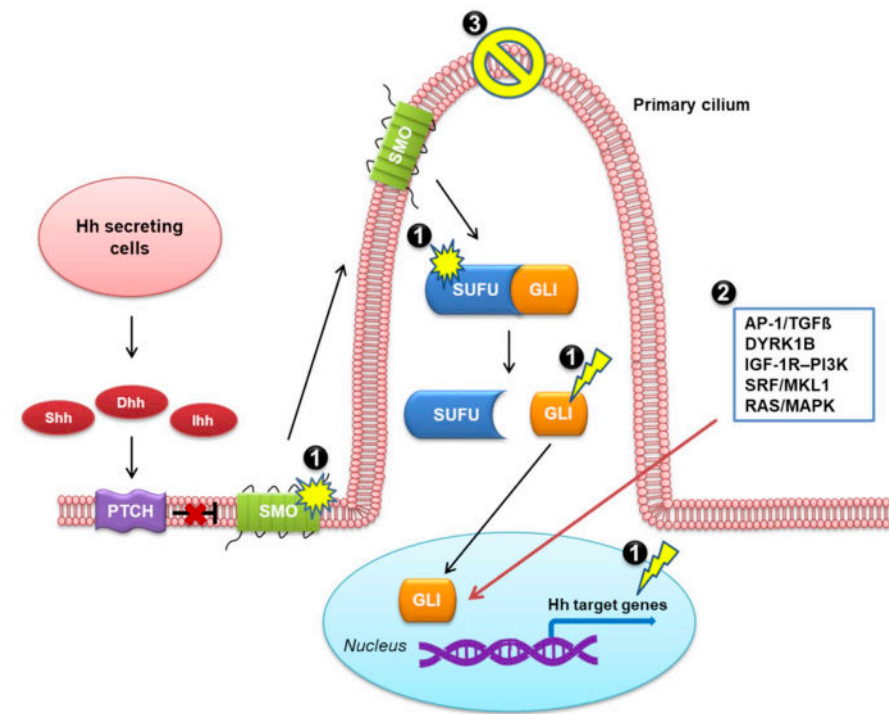 3
Primary cilium
SMO
Hh secreting
cells
1
SUFU
GLI
2
AP-1/TGFß
DYRK1B
IGF-1R–PI3K
SRF/MKL1
RAS/MAPK
1
SUFU
GLI
Shh
Dhh
Ihh
1
PTCH
SMO
1
GLI
Hh target genes
Nucleus